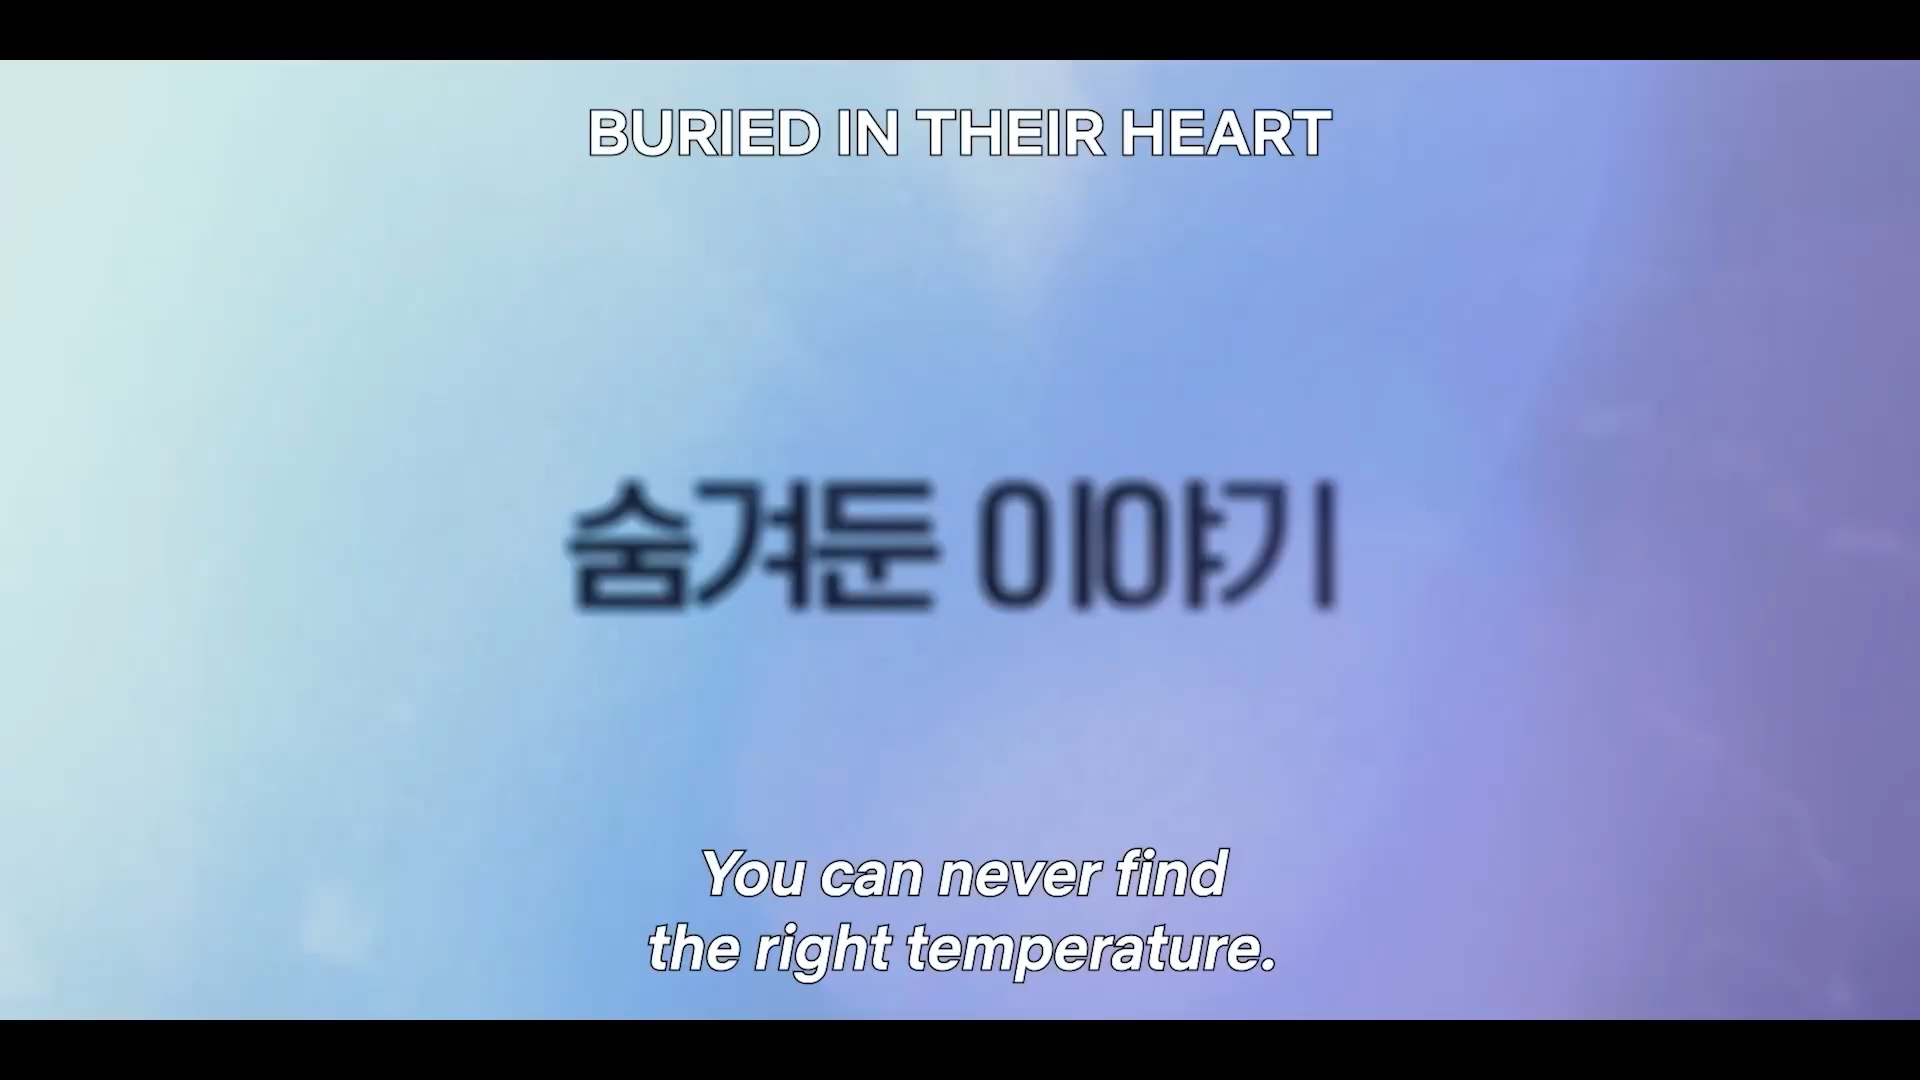 BURIED IN THEIR HEART
숨겨둔 이야기
You can never find
the right temperature.